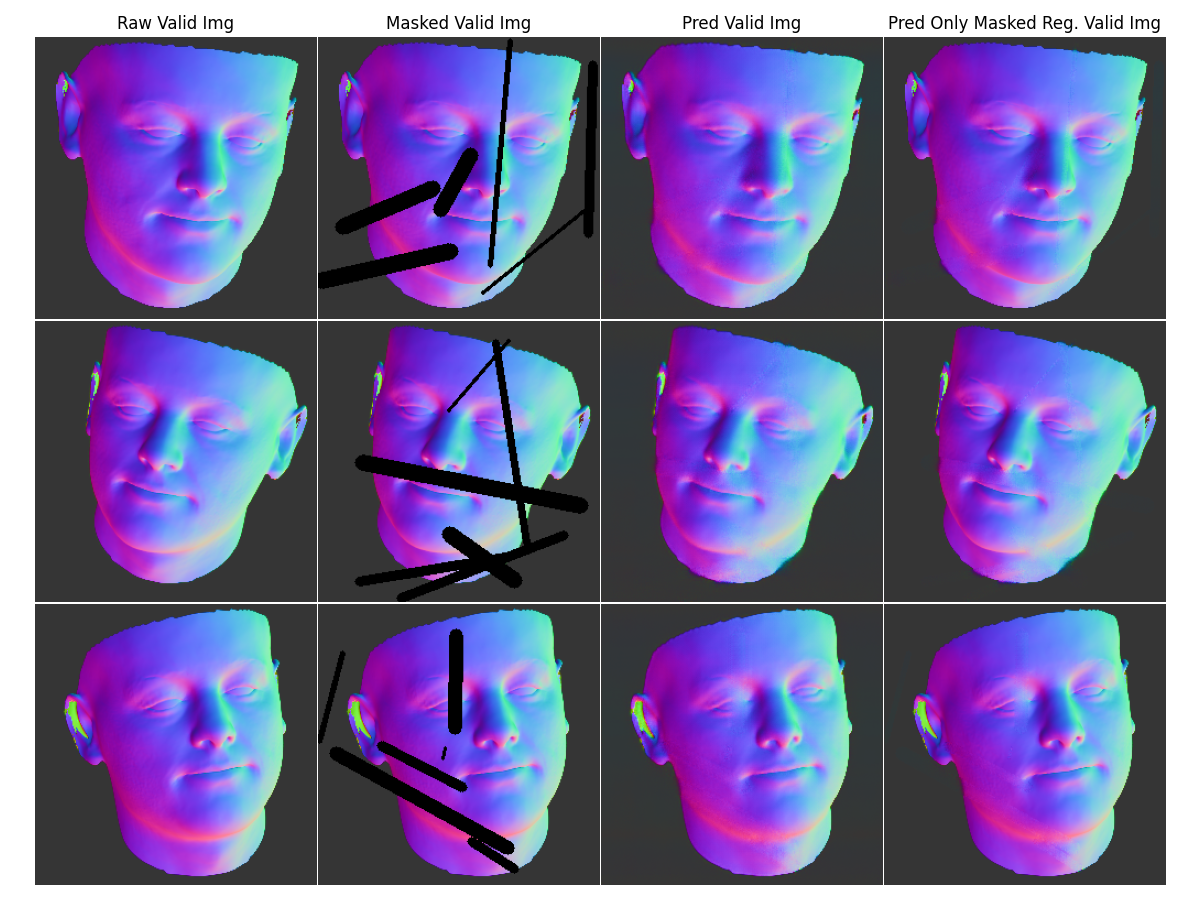 Raw Valid Img
Masked Valid Img
Pred Valid Img
Pred Only Masked Reg. Valid Img